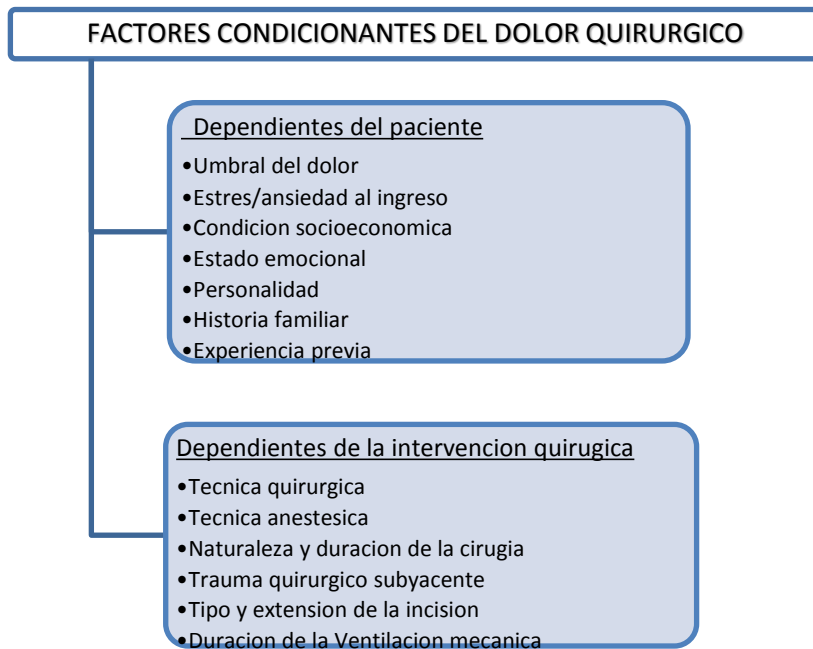 FACTORES CONDICIONANTES DEL DOLOR QUIRURGICO
Dependientes del paciente
•Umbral del dolor
•Estres/ansiedad al ingreso
•Condicion socioeconomica
•Estado emocional
•Personalidad
•Historia familiar
•Experiencia previa
Dependientes de la intervencion quirugica
•Tecnica quirurgica
•Tecnica anestesica
•Naturaleza y duracion de la cirugia
•Trauma quirurgico subyacente
•Tipo y extension de la incision
•Duracion de la Ventilacion mecanica